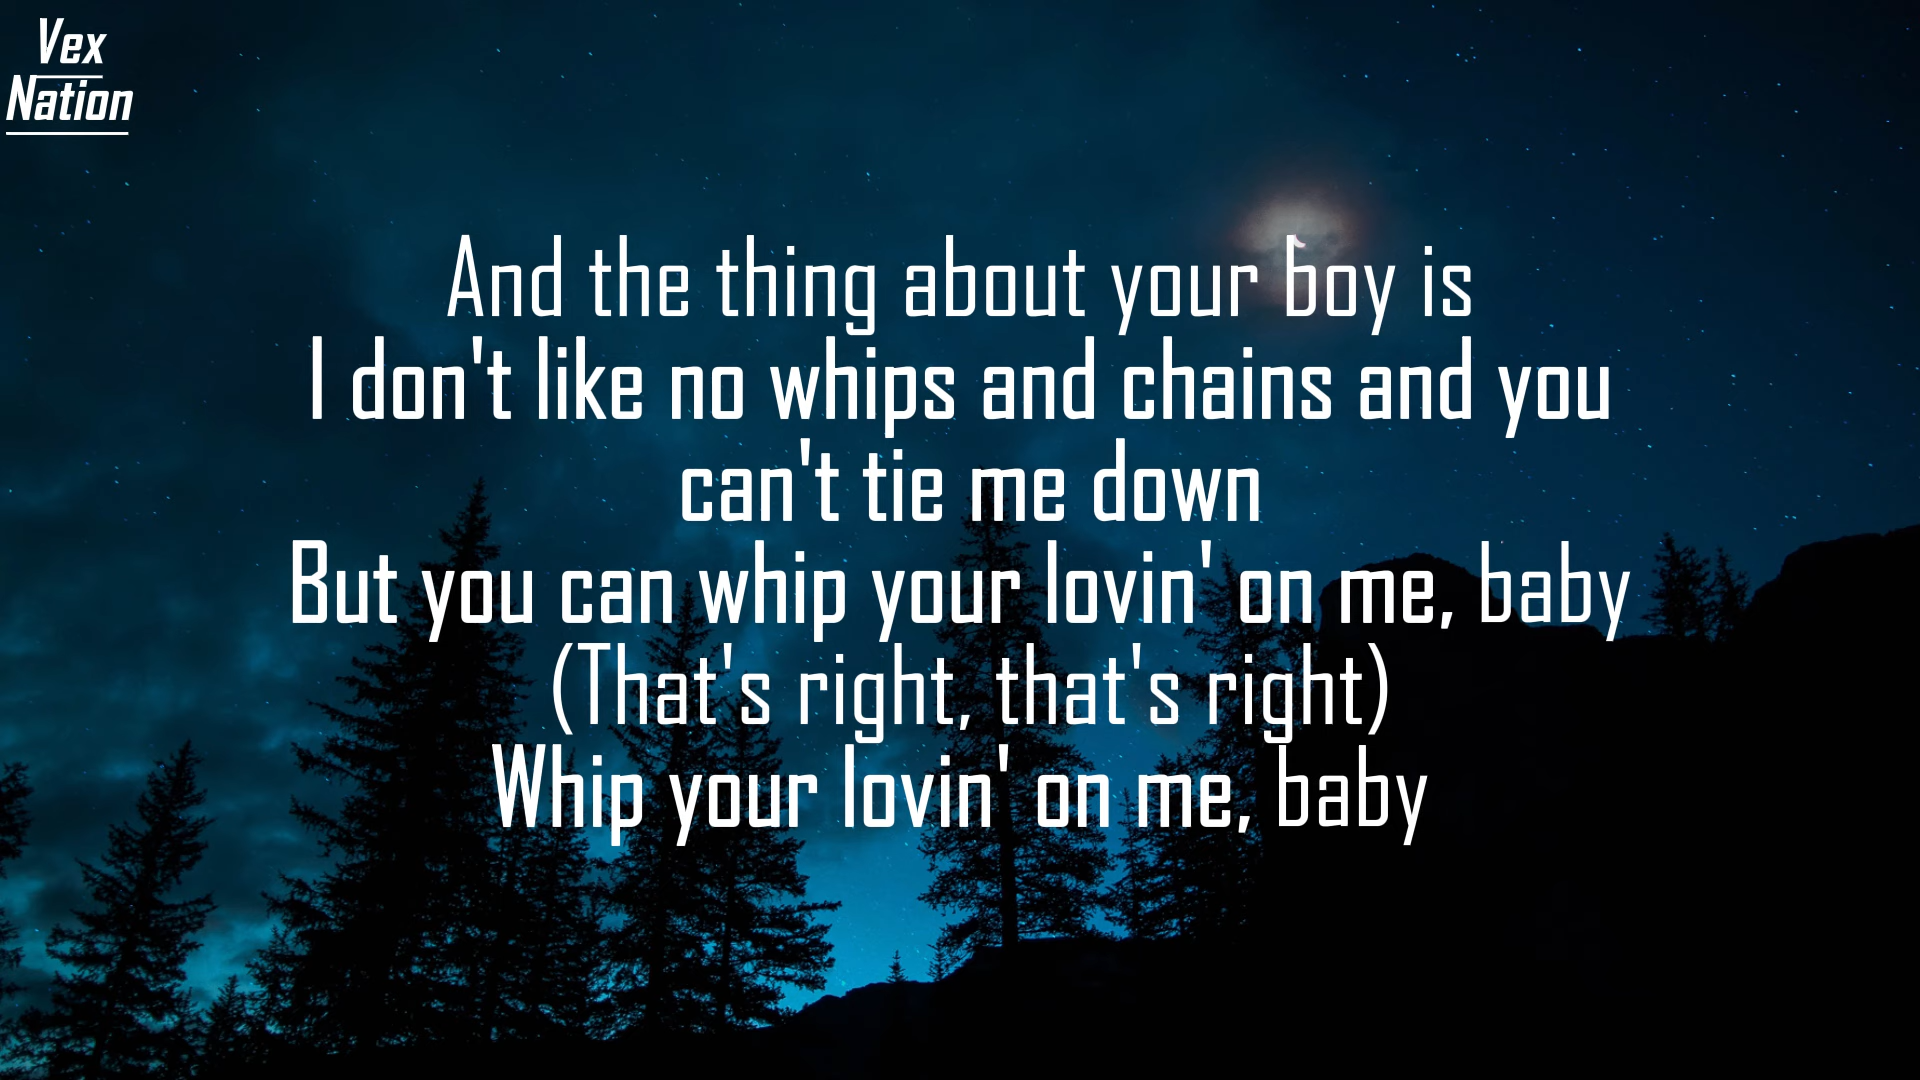 Vex
Nation
And the thing about your boy is
I don't like no whips and chains and you
can't tie me down
But you can whip your lovin' on me, baby
(That's right, that's right)
Whip your lovin' on me, baby